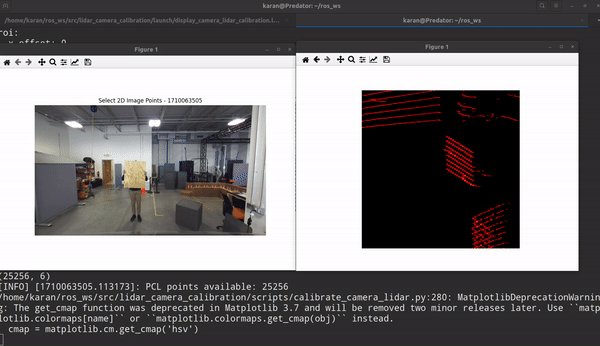 karan@Predator: ~/ros_ws
/home/karan/ros_ws/src/lidar_camera_calibration/launch/display_camera_lidar_calibration.l...
karan@Predator: ~/ros_ws
roi:
x_offset: 0
Figure 1
Figure 1
Select 2D Image Points - 1710063505
(25256, 6)
[INFO] [1710063505.113173]: PCL points available: 25256
/home/karan/ros_ws/src/lidar_camera_calibration/scripts/calibrate_camera_lidar.py:280: MatplotlibDeprecationWarnin
g: The get_cmap function was deprecated in Matplotlib 3.7 and will be removed two minor releases later. Use ``matp
lotlib.colormaps[name]`` or ``matplotlib.colormaps.get_cmap(obj)`` instead.
cmap = matplotlib.cm.get_cmap('hsv')